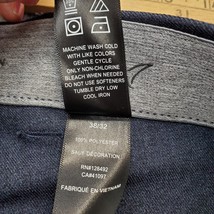 MACHINE WASH COLD
WITH LIKE COLORS
GENTLE CYCLE
ONLY NON-CHLORINE
BLEACH WHEN NEEDED
DO NOT USE SOFTENERS
TUMBLE DRY LOW
COOL IRON
38/32
100% POLYESTER
SAUF DÉCORATION
RN#128492
CA#41097
FABRIQUÉ EN VIETNAM